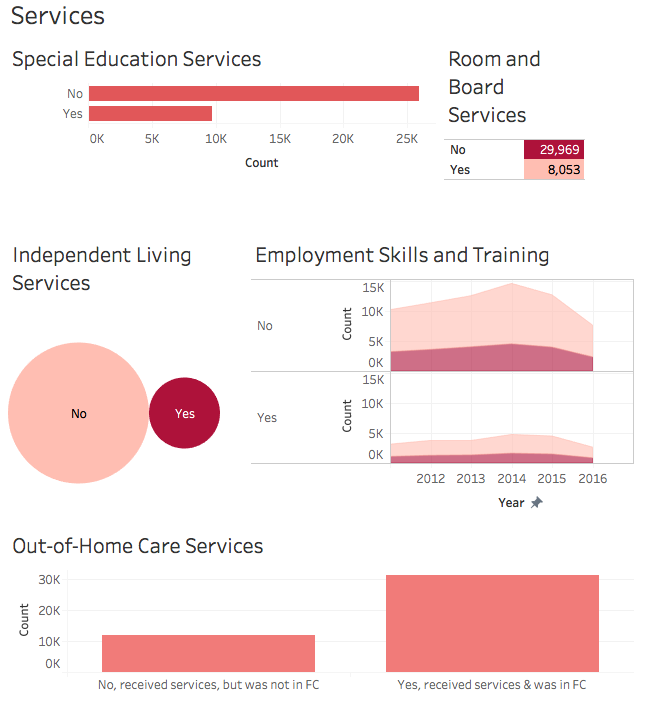 Services
Special Education Services
No
Yes
0K 5K 10K 15K 20K 25K
Count
Room and
Board
Services
No 29,969
Yes 8,053
Independent Living
Services
No
Yes
Employment Skills and Training
No
Count
15K
10K
5K
0K
Yes
Count
15K
10K
5K
0K
2012 2013 2014 2015 2016
Year
Out-of-Home Care Services
Count
30K
20K
10K
0K
No, received services, but was not in FC
Yes, received services & was in FC